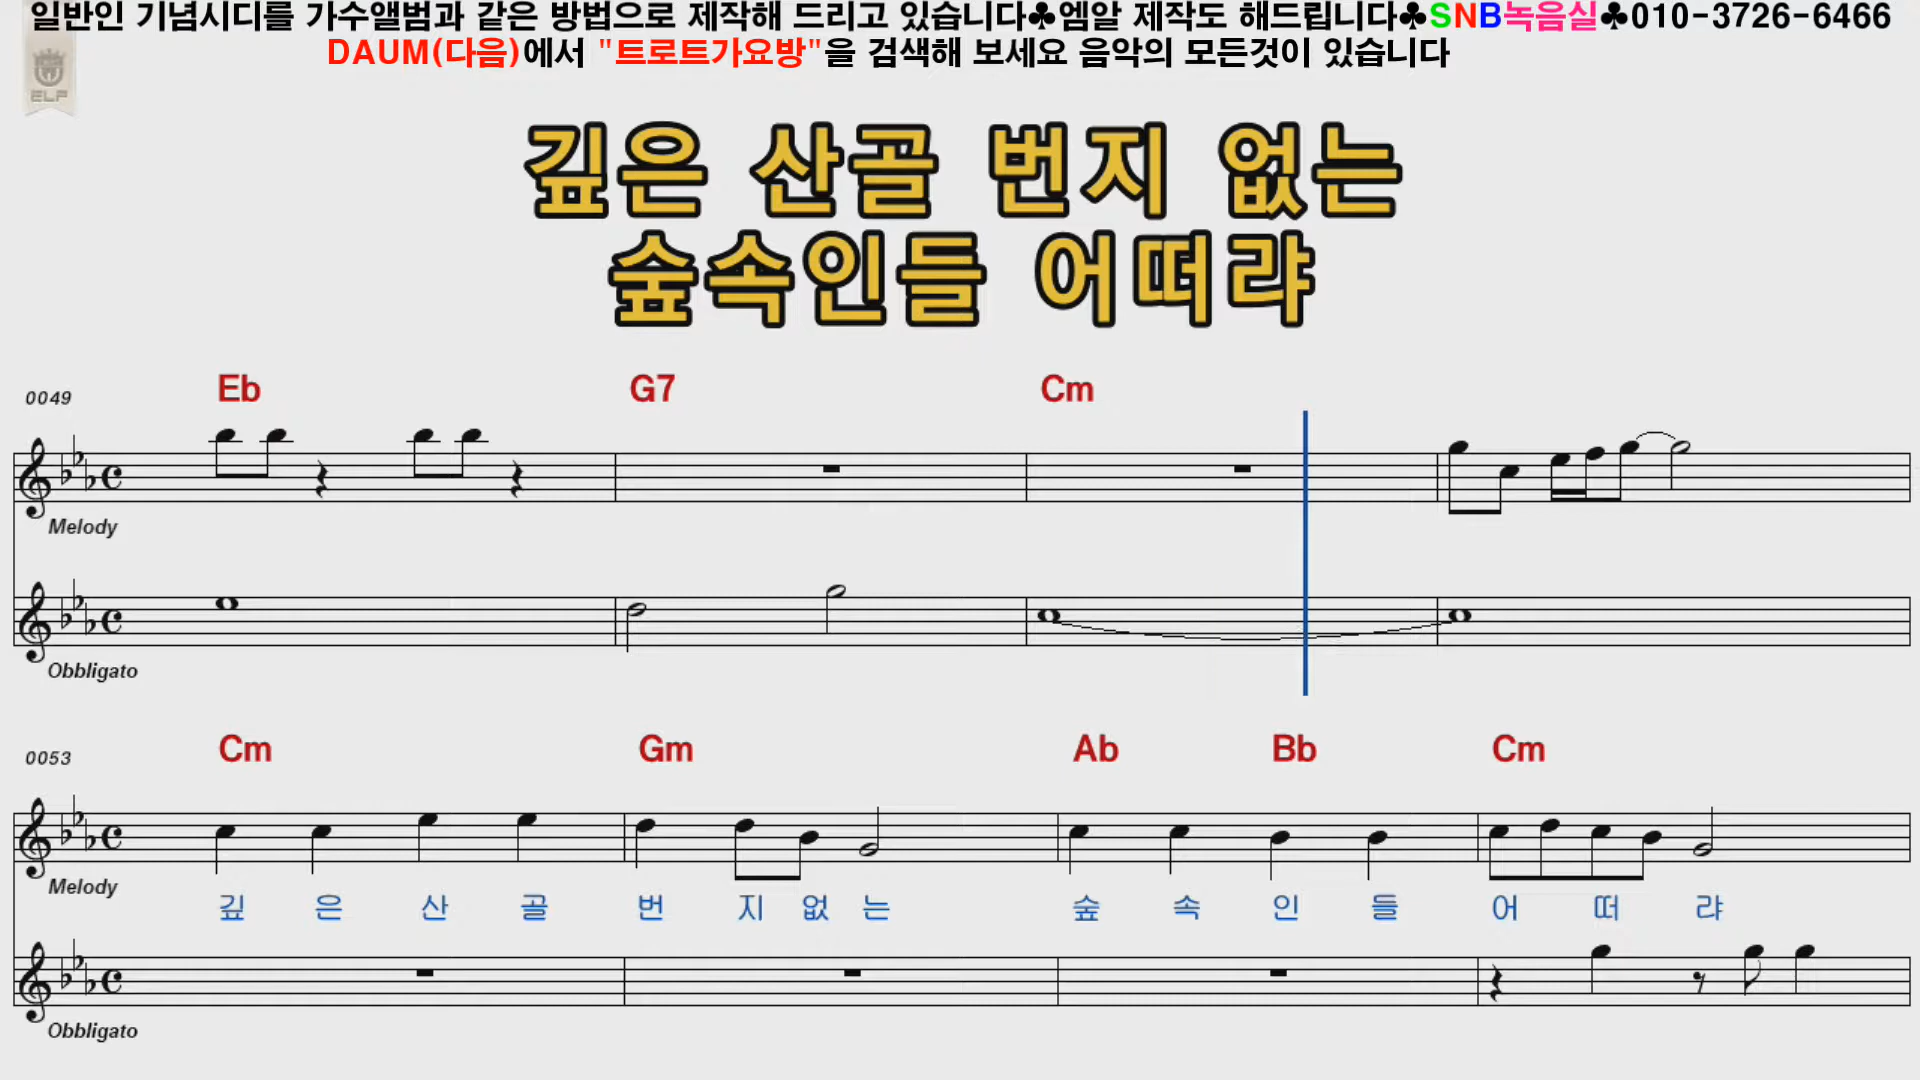 일반인 기념시디를 가수앨범과 같은 방법으로 제작해 드리고 있습니다♣엠알 제작도 해드립니다♣SNB녹음실♣010-3726-6466
DAUM(다음)에서 "트로트가요방"을 검색해 보세요 음악의 모든것이 있습니다
ELF
깊은 산골 번지 없는
숲속인들 어떠랴
0049 Eb G7 Cm
Melody
Obbligato
0053 Cm Gm Ab Bb Cm
Melody
깊 은 산 골 번 지 없 는 숲 속 인 들 어 떠 랴
Obbligato